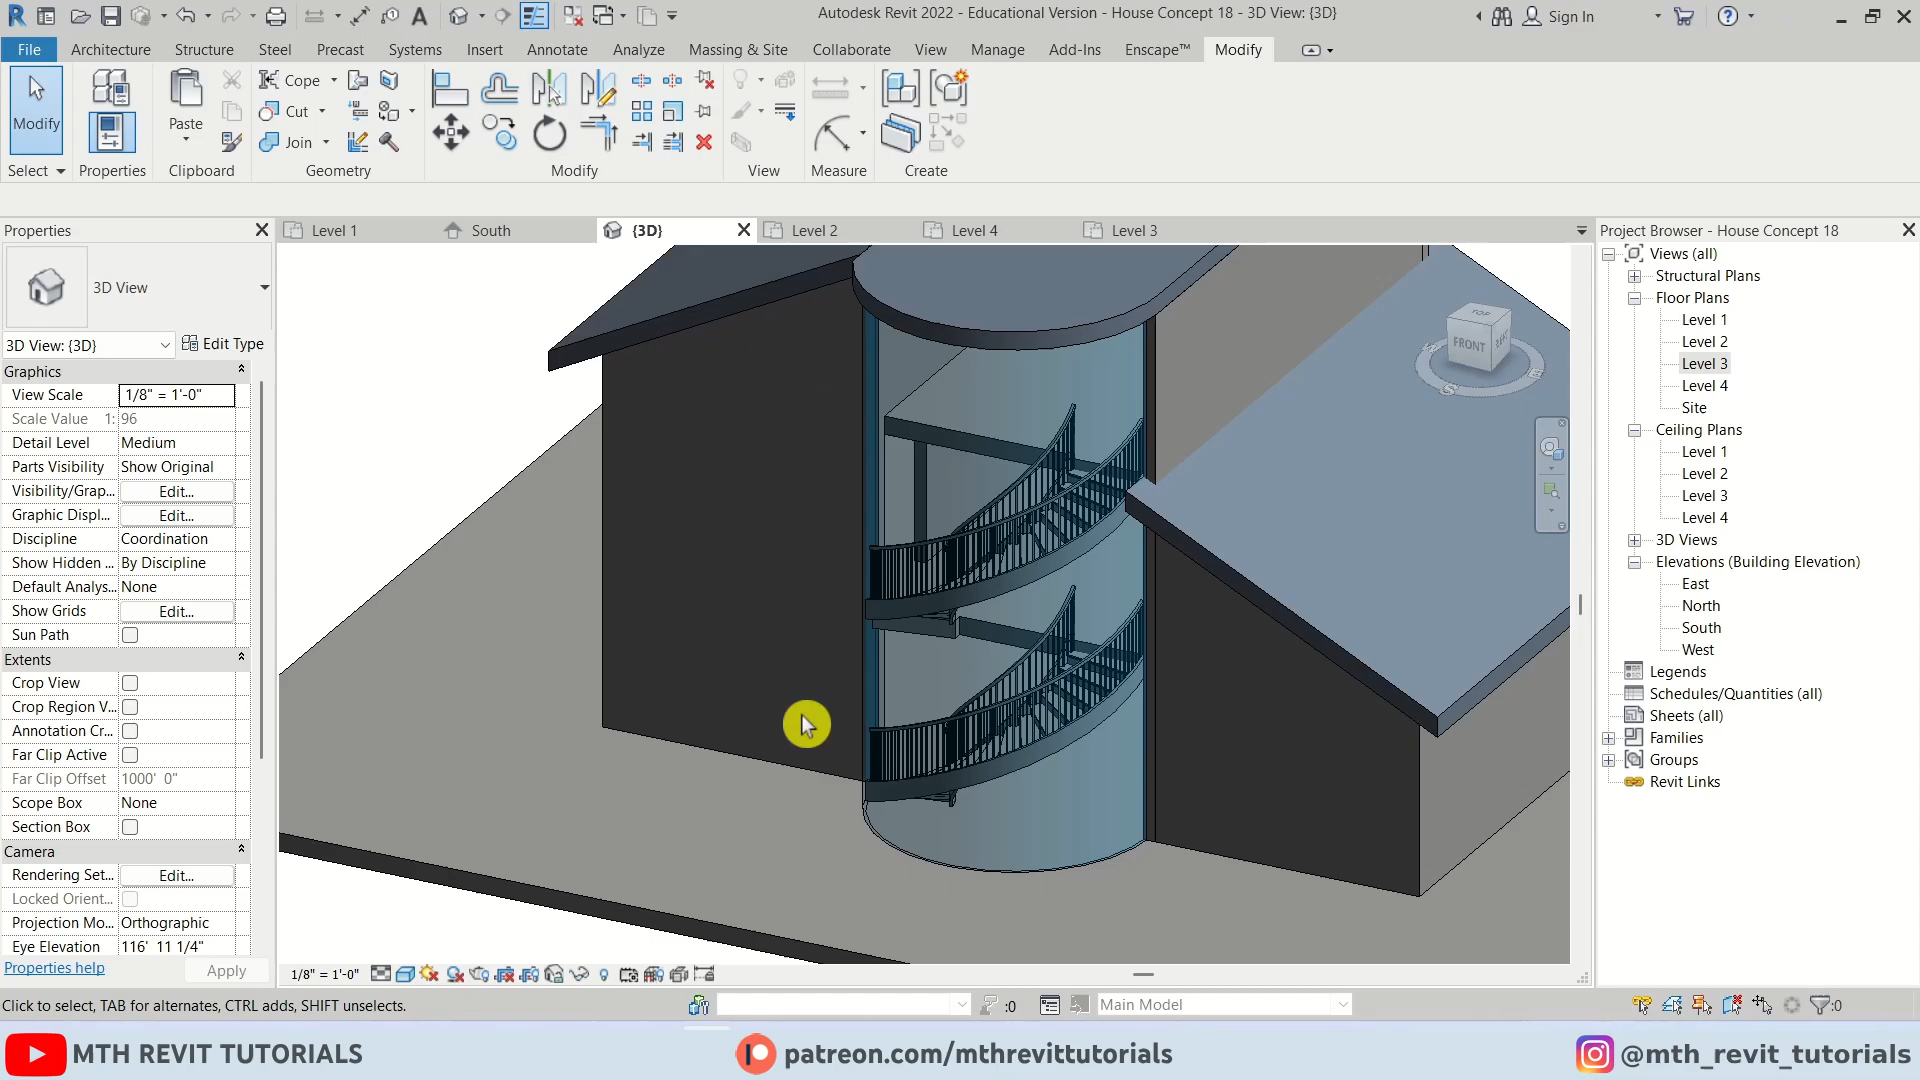 Autodesk Revit 2022 - Educational Version - House Concept 18 - 3D View: {3D}
Sign In
File
Architecture
Structure
Steel
Precast
Systems
Insert
Annotate
Analyze
Massing & Site
Collaborate
View
Manage
Add-Ins
Enscape™
Modify
Modify
Paste
Cope
Cut
Join
Select
Properties
Clipboard
Geometry
Modify
View
Measure
Create
Properties
Level 1
South
{3D}
Level 2
Level 4
Level 3
Project Browser - House Concept 18
3D View
3D View: {3D}
Edit Type
Graphics
View Scale 1/8" = 1'-0"
Scale Value 1: 96
Detail Level Medium
Parts Visibility Show Original
Visibility/Grap... Edit...
Graphic Displ... Edit...
Discipline Coordination
Show Hidden ... By Discipline
Default Analys... None
Show Grids Edit...
Sun Path
Extents
Crop View
Crop Region V...
Annotation Cr...
Far Clip Active
Far Clip Offset 1000' 0"
Scope Box None
Section Box
Camera
Rendering Set... Edit...
Locked Orient...
Projection Mo... Orthographic
Eye Elevation 116' 11 1/4"
Properties help
Apply
TOP
FRONT
S
E
Views (all)
Structural Plans
Floor Plans
Level 1
Level 2
Level 3
Level 4
Site
Ceiling Plans
Level 1
Level 2
Level 3
Level 4
3D Views
Elevations (Building Elevation)
East
North
South
West
Legends
Schedules/Quantities (all)
Sheets (all)
Families
Groups
Revit Links
1/8" = 1'-0"
Click to select, TAB for alternates, CTRL adds, SHIFT unselects.
:0
Main Model
:0
MTH REVIT TUTORIALS
patreon.com/mthrevittutorials
@mth_revit_tutorials